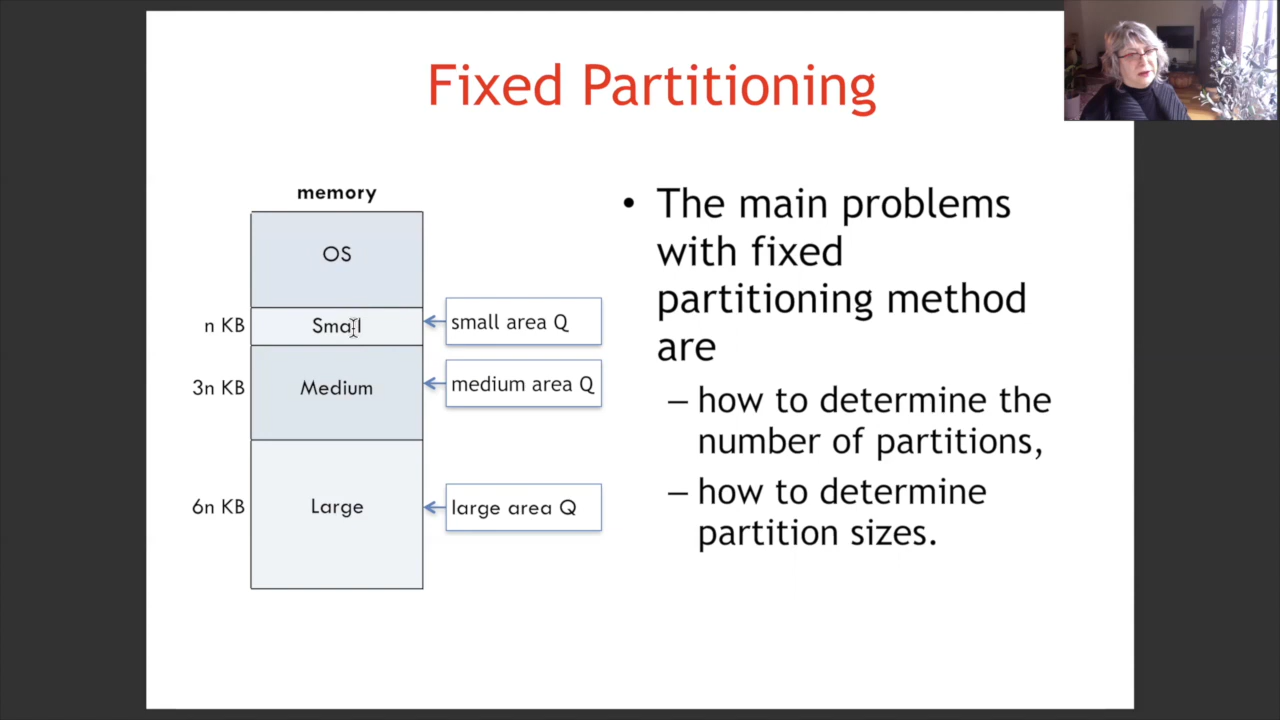 Fixed Partitioning
memory
OS
n KB
Small
small area Q
3n KB
Medium
medium area Q
6n KB
Large
large area Q
• The main problems
with fixed
partitioning method
are
– how to determine the
number of partitions,
– how to determine
partition sizes.